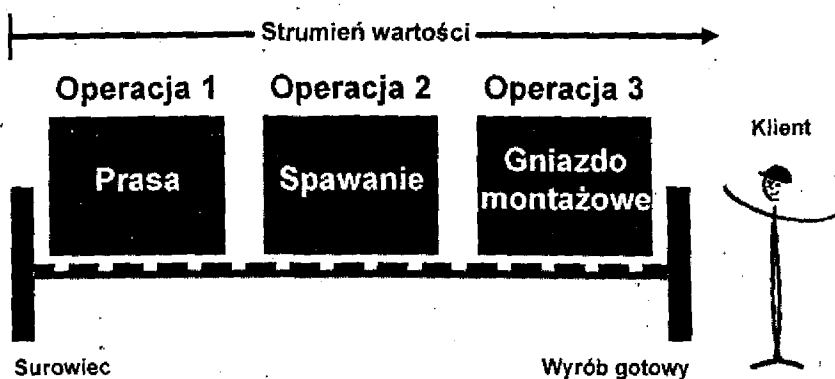 Strumień wartości
Operacja 1
Operacja 2
Operacja 3
Prasa
Spawanie
Gniazdo
montażowe
Klient
Surowiec
Wyrób gotowy